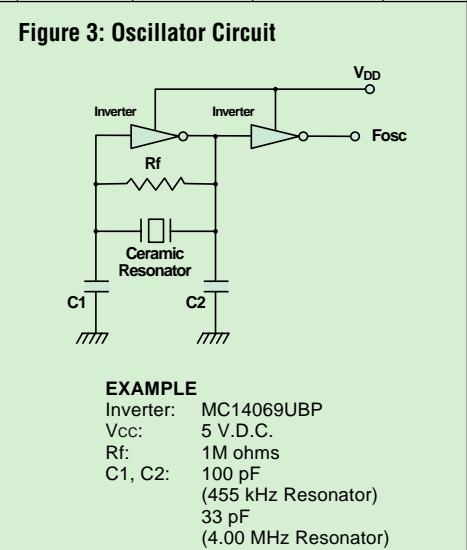 Figure 3: Oscillator Circuit
VDD
Inverter
Inverter
Fosc
Rf
Ceramic
Resonator
C1
C2
EXAMPLE
Inverter: MC14069UBP
Vcc: 5 V.D.C.
Rf: 1M ohms
C1, C2: 100 pF
(455 kHz Resonator)
33 pF
(4.00 MHz Resonator)